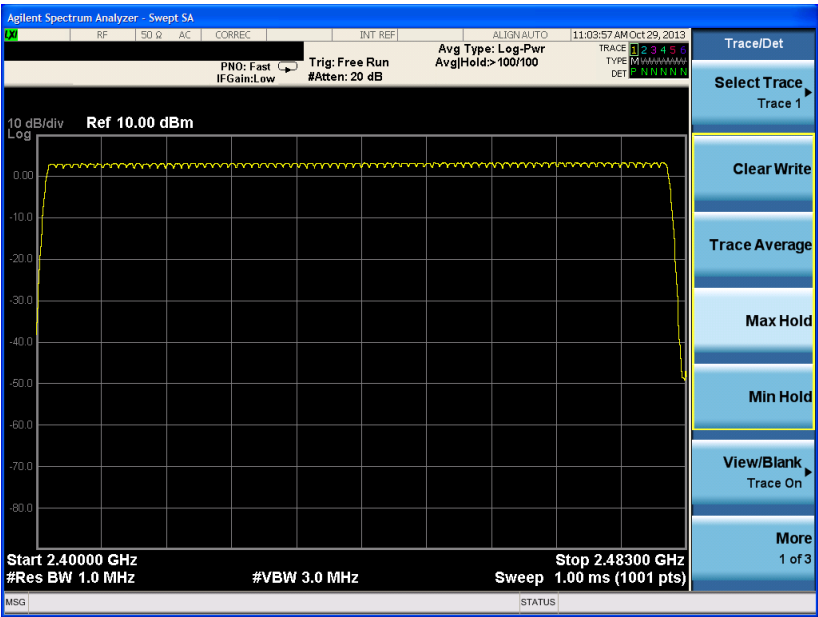 Agilent Spectrum Analyzer - Swept SA
LXI RF 50 Ω AC CORREC INT REF ALIGN AUTO 11:03:57 AM Oct 29, 2013
PNO: Fast Trig: Free Run Avg Type: Log-Pwr TRACE 1 2 3 4 5 6
IFGain:Low #Atten: 20 dB Avg|Hold:>100/100 TYPE M WWWWW
DET P N N N N N
Trace/Det
Select Trace
Trace 1
Clear Write
Trace Average
Max Hold
Min Hold
View/Blank
Trace On
More
1 of 3
10 dB/div Ref 10.00 dBm
Log
0.00
-10.0
-20.0
-30.0
-40.0
-50.0
-60.0
-70.0
-80.0
Start 2.40000 GHz Stop 2.48300 GHz
#Res BW 1.0 MHz #VBW 3.0 MHz Sweep 1.00 ms (1001 pts)
MSG STATUS